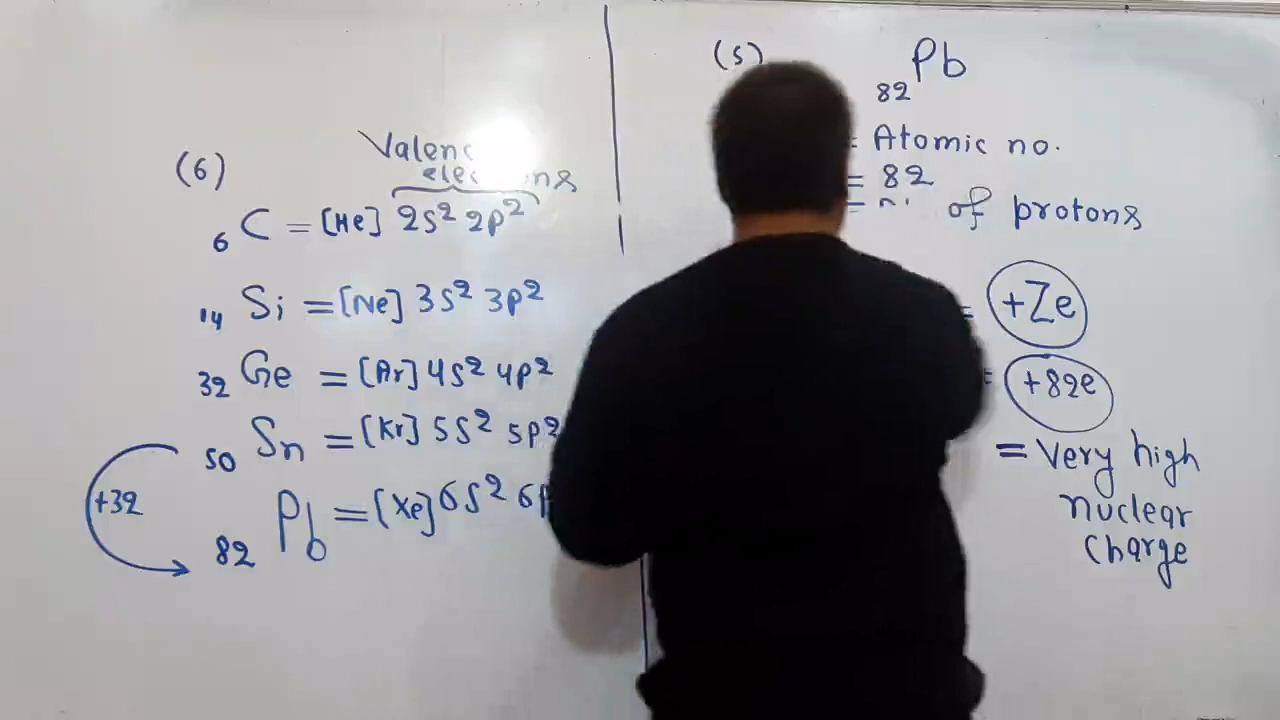 (6)
Valenc
elec ons
6 C = [He] 2s² 2p²
14 Si = [Ne] 3s² 3p²
32 Ge = [Ar] 4s² 4p²
50 Sn = [Kr] 5s² 5p²
+32
82 Pb = [Xe] 6s² 6p
(5)
82 Pb
= Atomic no.
= 82
= n. of protons
= +Ze
= +82e
= Very high
nuclear
charge